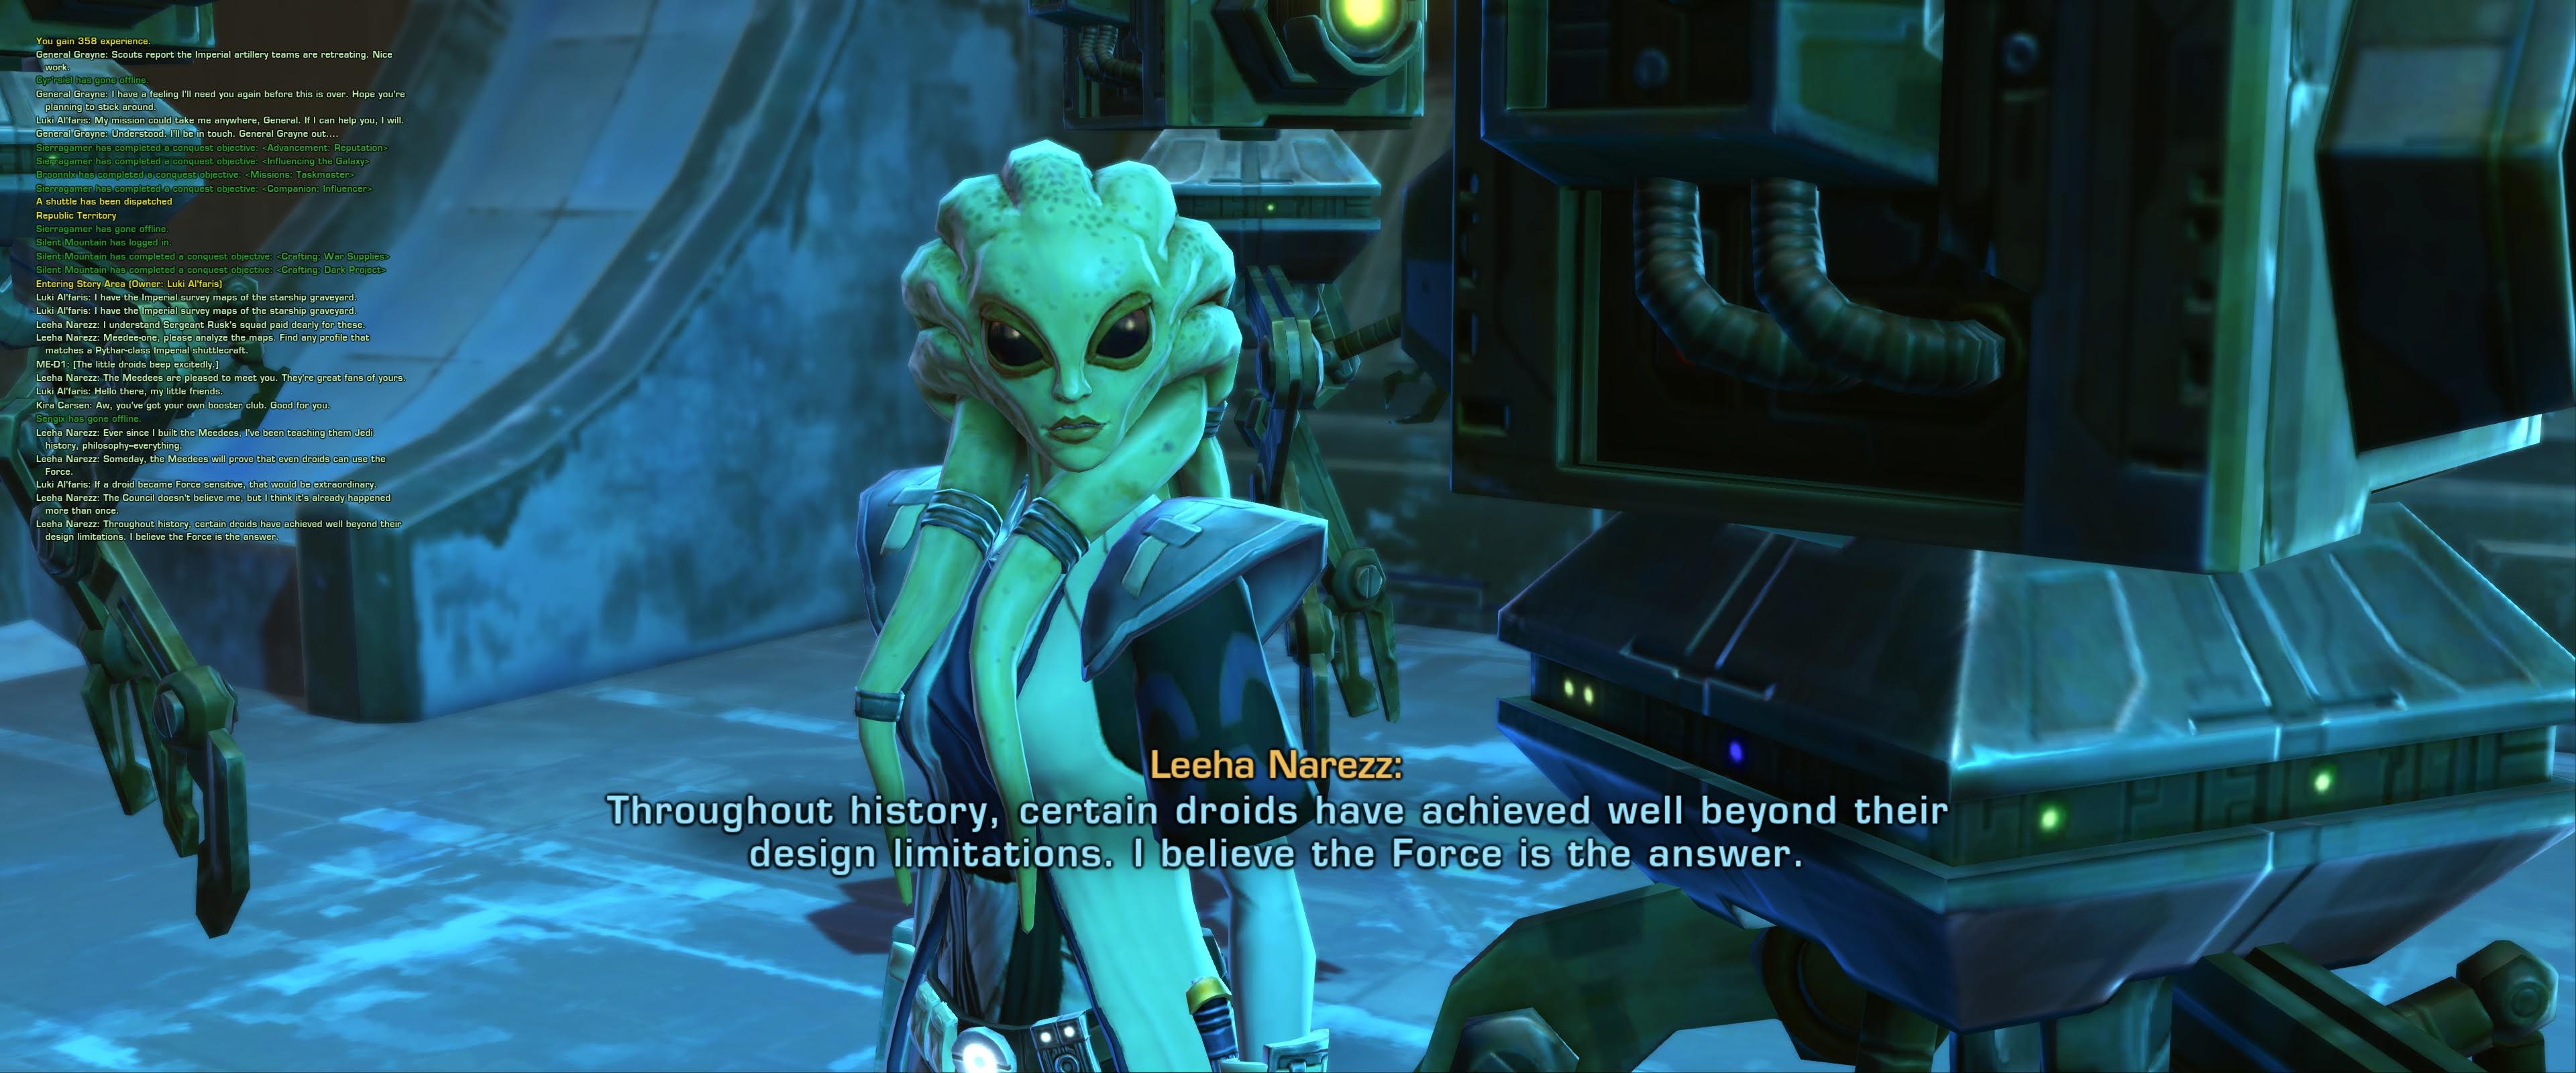 You gain 358 experience.
General Grayne: Scouts report the Imperial artillery teams are retreating. Nice
work.
Cyr'rsiel has gone offline.
General Grayne: I have a feeling I'll need you again before this is over. Hope you're
planning to stick around.
Luki Al'faris: My mission could take me anywhere, General. If I can help you, I will.
General Grayne: Understood. I'll be in touch. General Grayne out....
Sierragamer has completed a conquest objective: <Advancement: Reputation>
Sierragamer has completed a conquest objective: <Influencing the Galaxy>
Broonnlx has completed a conquest objective: <Missions: Taskmaster>
Sierragamer has completed a conquest objective: <Companion: Influencer>
A shuttle has been dispatched
Republic Territory
Sierragamer has gone offline.
Silent Mountain has logged in.
Silent Mountain has completed a conquest objective: <Crafting: War Supplies>
Silent Mountain has completed a conquest objective: <Crafting: Dark Project>
Entering Story Area (Owner: Luki Al'faris)
Luki Al'faris: I have the Imperial survey maps of the starship graveyard.
Luki Al'faris: I have the Imperial survey maps of the starship graveyard.
Leeha Narezz: I understand Sergeant Rusk's squad paid dearly for these.
Leeha Narezz: Meedee-one, please analyze the maps. Find any profile that
matches a Pythar-class Imperial shuttlecraft.
ME-D1: [The little droids beep excitedly.]
Leeha Narezz: The Meedees are pleased to meet you. They're great fans of yours.
Luki Al'faris: Hello there, my little friends.
Kira Carsen: Aw, you've got your own booster club. Good for you.
Sengix has gone offline.
Leeha Narezz: Ever since I built the Meedees, I've been teaching them Jedi
history, philosophy–everything.
Leeha Narezz: Someday, the Meedees will prove that even droids can use the
Force.
Luki Al'faris: If a droid became Force sensitive, that would be extraordinary.
Leeha Narezz: The Council doesn't believe me, but I think it's already happened
more than once.
Leeha Narezz: Throughout history, certain droids have achieved well beyond their
design limitations. I believe the Force is the answer.
Leeha Narezz:
Throughout history, certain droids have achieved well beyond their
design limitations. I believe the Force is the answer.